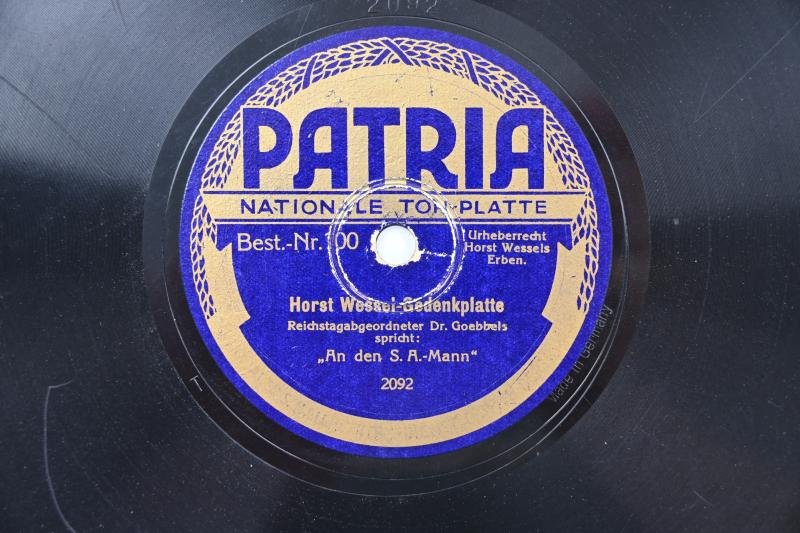 2092
PATRIA
NATIONALE TON-PLATTE
Best.-Nr. 100
Urheberrecht
Horst Wessels
Erben.
Horst Wessel-Gedenkplatte
Reichstagabgeordneter Dr. Goebbels
spricht:
„An den S. A.-Mann“
2092
Made in Germany